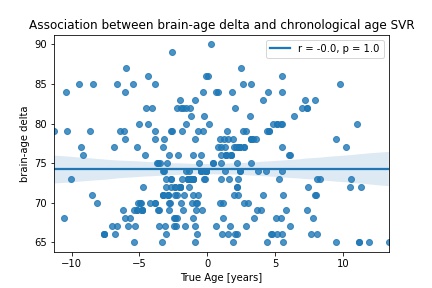 Association between brain-age delta and chronological age SVR
r = -0.0, p = 1.0
brain-age delta
90
85
80
75
70
65
−10
−5
0
5
10
True Age [years]